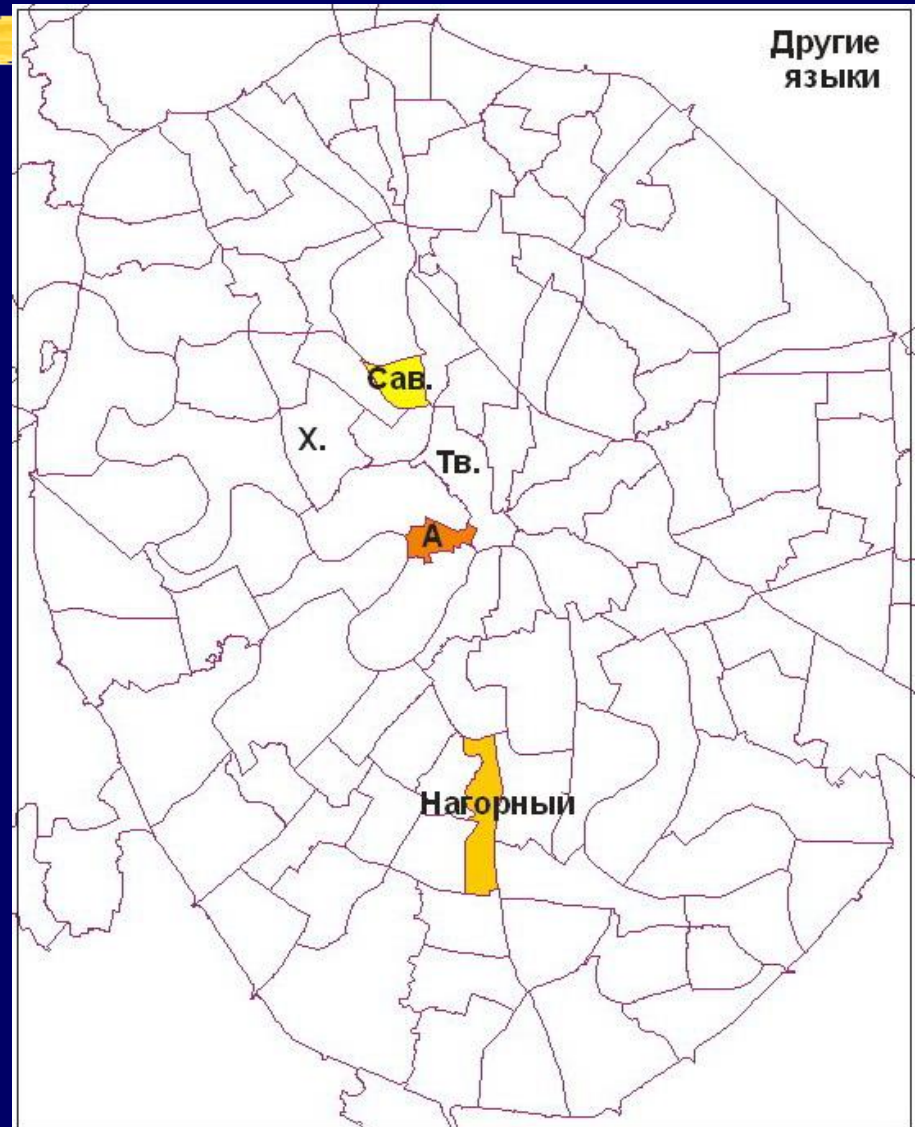 Другие
языки
Сав.
Х.
Тв.
А
Нагорный